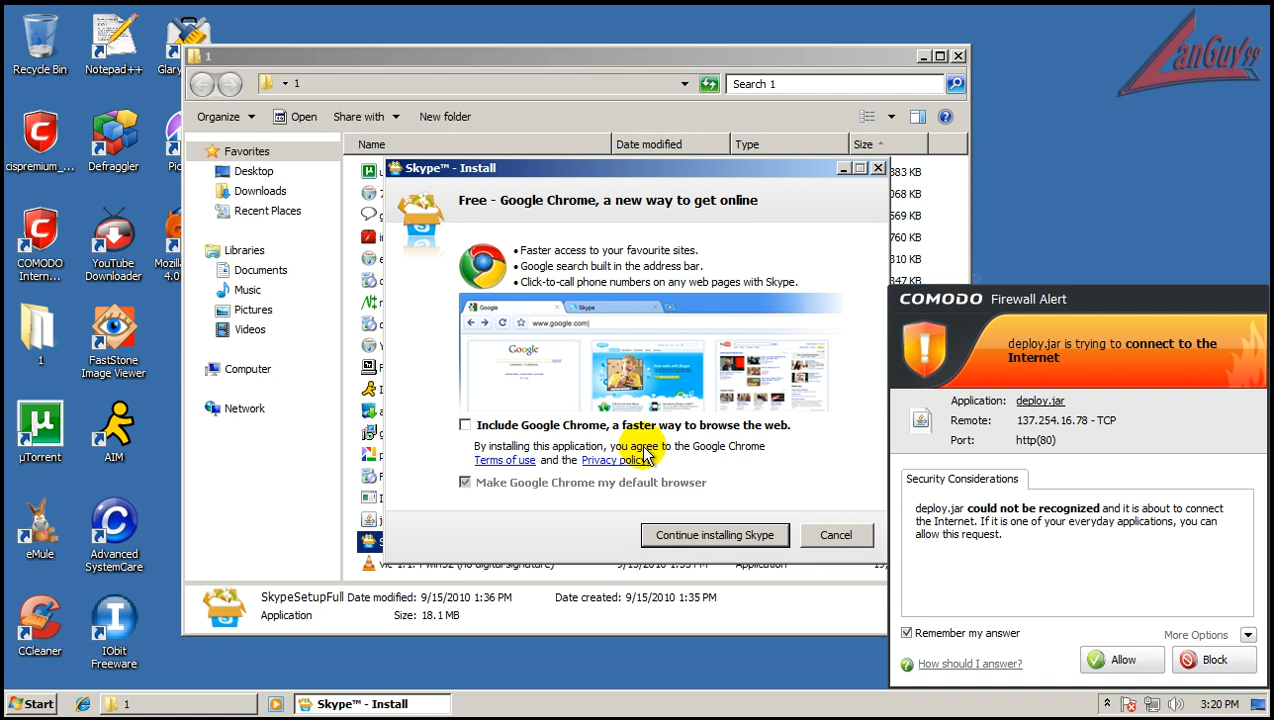 Recycle Bin
Notepad++
Glary
cispremium_...
Defraggler
Pic
COMODO
Intern...
YouTube
Downloader
Mozill
4.0
1
FastStone
Image Viewer
µTorrent
AIM
eMule
Advanced
SystemCare
CCleaner
IObit
Freeware
anGuy99
1
1
Search 1
Organize
Open
Share with
New folder
Favorites
Desktop
Downloads
Recent Places
Libraries
Documents
Music
Pictures
Videos
Computer
Network
Name
Date modified
Type
Size
383 KB
068 KB
669 KB
760 KB
310 KB
347 KB
Skype™ - Install
Free - Google Chrome, a new way to get online
• Faster access to your favourite sites.
• Google search built in the address bar.
• Click-to-call phone numbers on any web pages with Skype.
Google
Skype
www.google.com
Google
Include Google Chrome, a faster way to browse the web.
By installing this application, you agree to the Google Chrome
Terms of use and the Privacy policy
Make Google Chrome my default browser
Continue installing Skype
Cancel
SkypeSetupFull Date modified: 9/15/2010 1:36 PM Date created: 9/15/2010 1:35 PM
Application Size: 18.1 MB
COMODO Firewall Alert
deploy.jar is trying to connect to the
Internet
Application: deploy.jar
Remote: 137.254.16.78 - TCP
Port: http(80)
Security Considerations
deploy.jar could not be recognized and it is about to connect
the Internet. If it is one of your everyday applications, you can
allow this request.
Remember my answer
More Options
How should I answer?
Allow
Block
Start
1
Skype™ - Install
3:20 PM